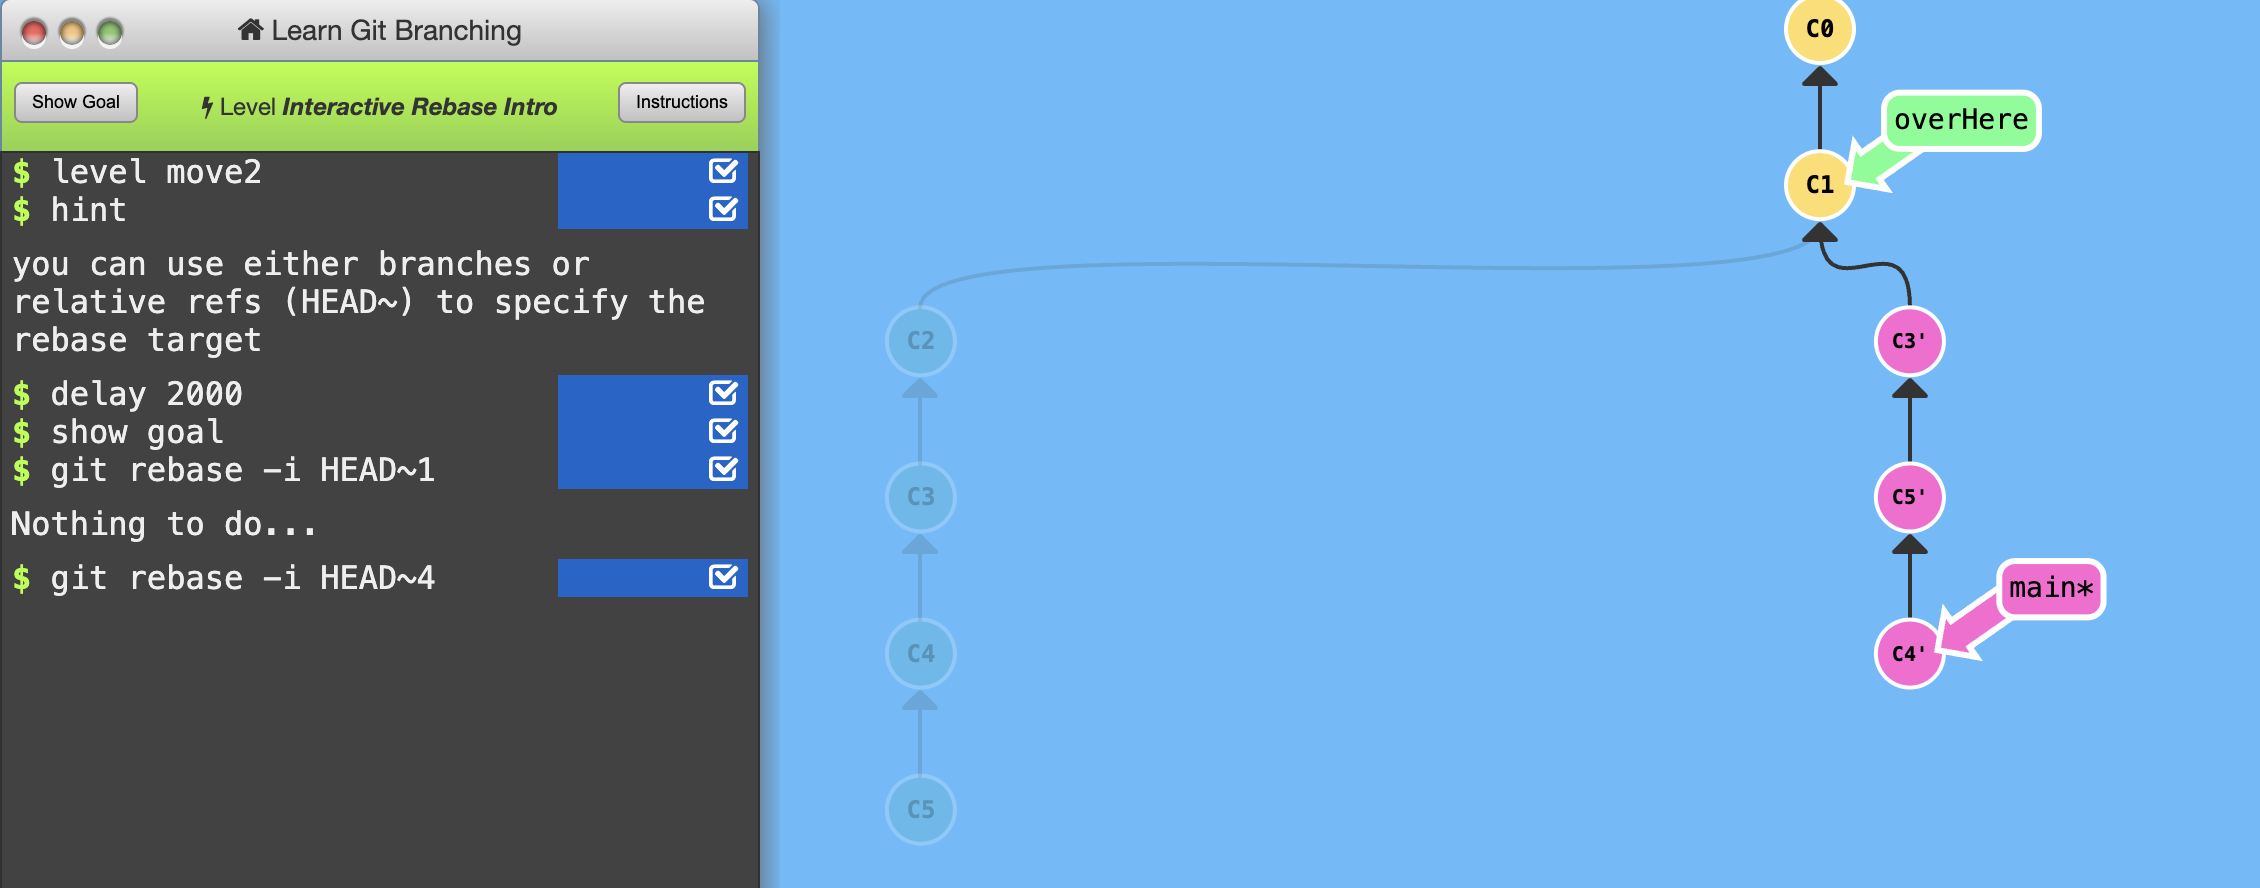 Learn Git Branching
Show Goal
Level Interactive Rebase Intro
Instructions
$ level move2
$ hint
you can use either branches or
relative refs (HEAD~) to specify the
rebase target
$ delay 2000
$ show goal
$ git rebase -i HEAD~1
Nothing to do...
$ git rebase -i HEAD~4
C0
overHere
C1
C2
C3'
C3
C5'
main*
C4
C4'
C5